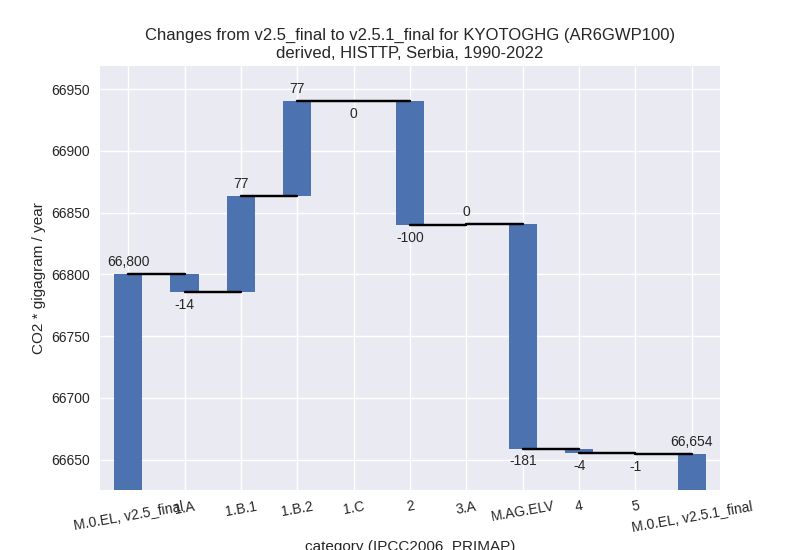 Changes from v2.5_final to v2.5.1_final for KYOTOGHG (AR6GWP100)
derived, HISTTP, Serbia, 1990-2022
CO2 * gigagram / year
66950
66900
66850
66800
66750
66700
66650
66,800
-14
77
77
0
-100
0
-181
-4
-1
66,654
M.0.EL, v2.5_final
1.A
1.B.1
1.B.2
1.C
2
3.A
M.AG.ELV
4
5
M.0.EL, v2.5.1_final
category (IPCC2006_PRIMAP)